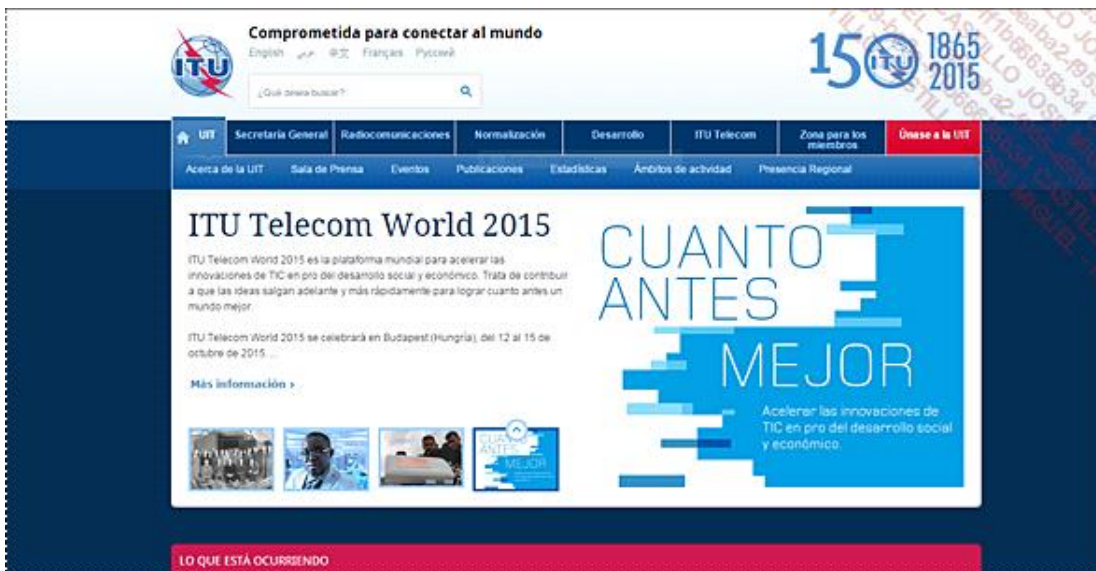 Comprometida para conectar al mundo
English عربي 中文 Français Русский
¿Qué desea buscar?
ITU
150 1865
2015
UIT Secretaría General Radiocomunicaciones Normalización Desarrollo ITU Telecom Zona para los miembros Únase a la UIT
Acerca de la UIT Sala de Prensa Eventos Publicaciones Estadísticas Ámbitos de actividad Presencia Regional
ITU Telecom World 2015
ITU Telecom World 2015 es la plataforma mundial para acelerar las
innovaciones de TIC en pro del desarrollo social y económico. Trata de contribuir
a que las ideas salgan adelante y más rápidamente para lograr cuanto antes un
mundo mejor.
ITU Telecom World 2015 se celebrará en Budapest (Hungría), del 12 al 15 de
octubre de 2015 ...
Más información ›
CUANTO
ANTES
MEJOR
Acelerar las innovaciones de
TIC en pro del desarrollo social
y económico.
CUANTO
ANTES
MEJOR
LO QUE ESTÁ OCURRIENDO